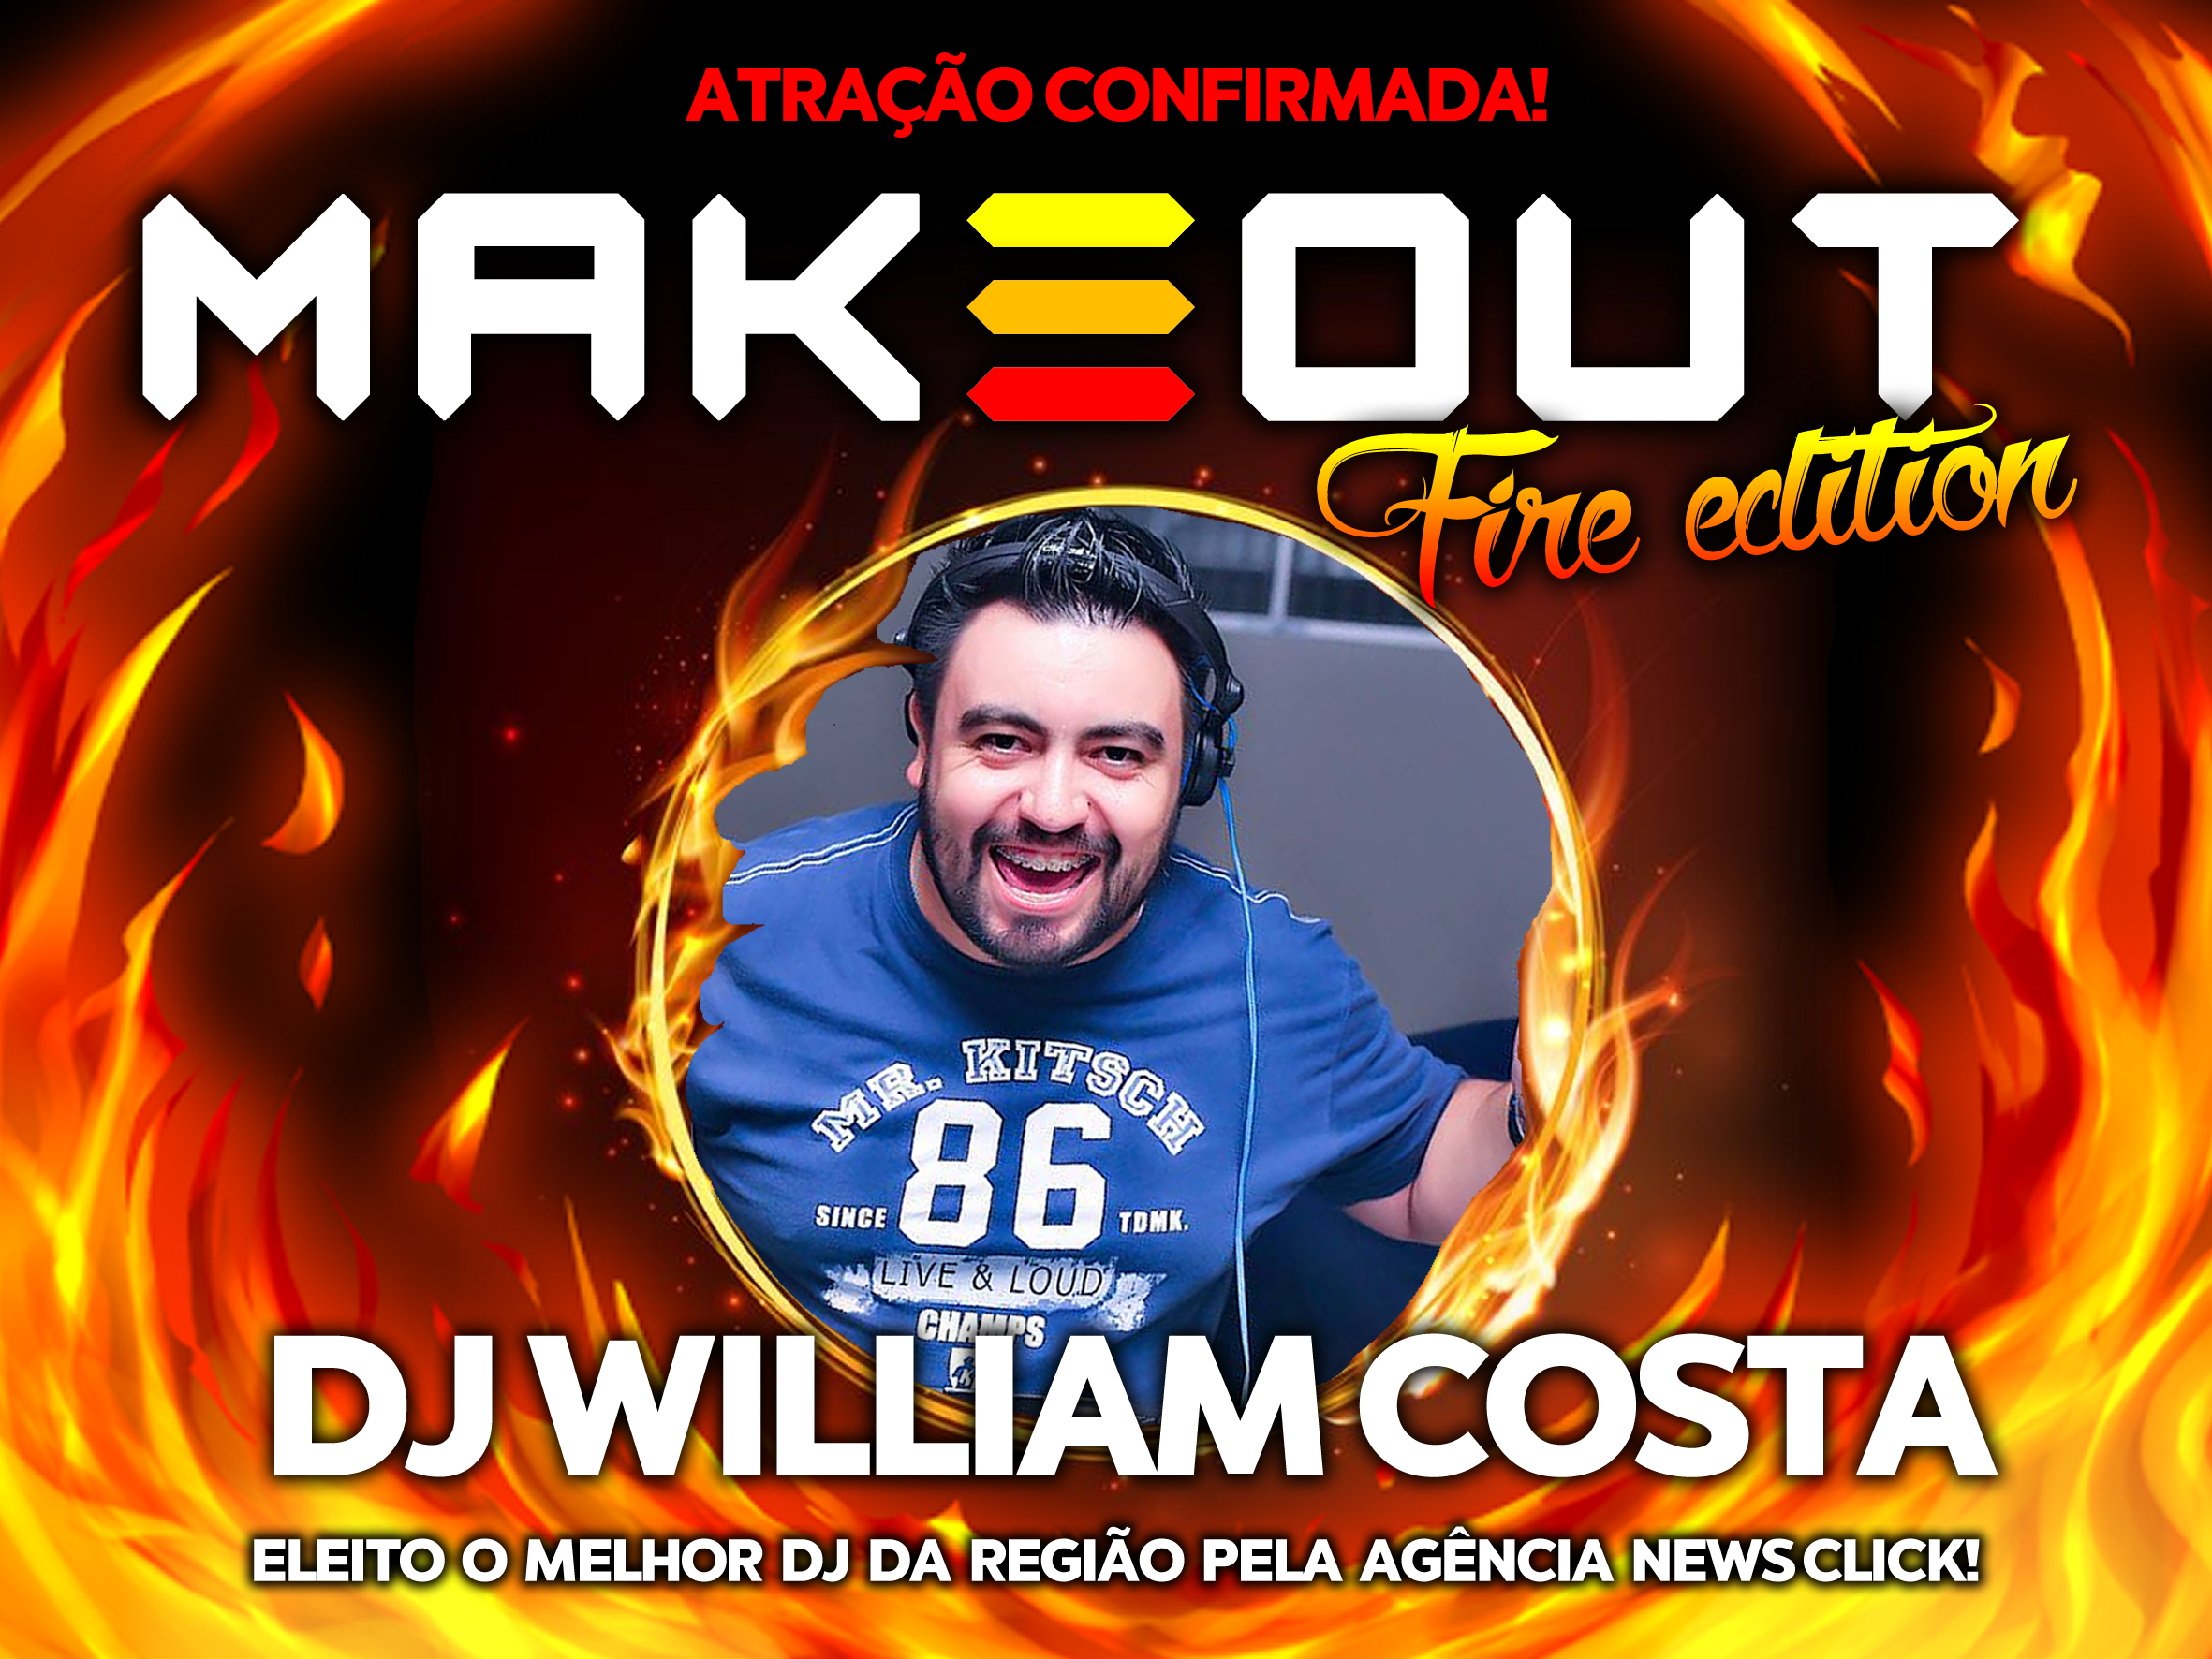 ATRAÇÃO CONFIRMADA!
MAKEOUT
Fire edition
MR. KITSCH
SINCE 86 TDMK.
LIVE & LOUD
CHAMPS
DJ WILLIAM COSTA
ELEITO O MELHOR DJ DA REGIÃO PELA AGÊNCIA NEWS CLICK!